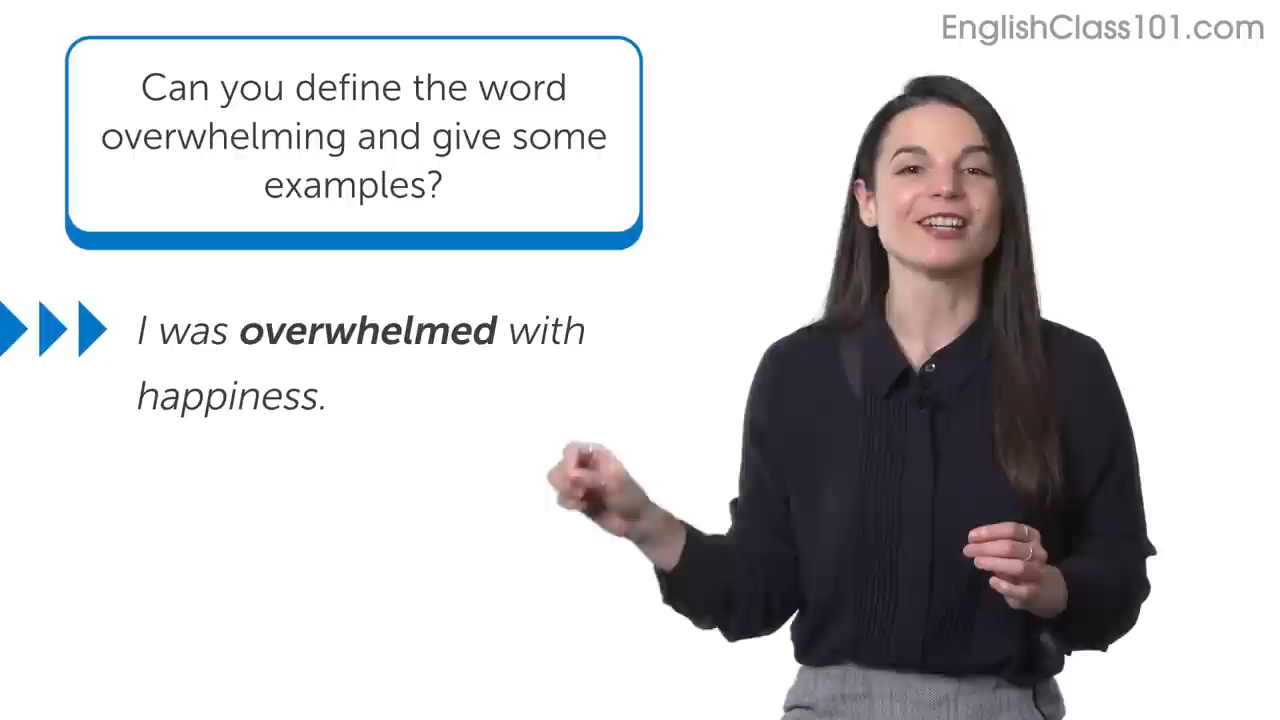 EnglishClass101.com
Can you define the word
overwhelming and give some
examples?
I was overwhelmed with
happiness.